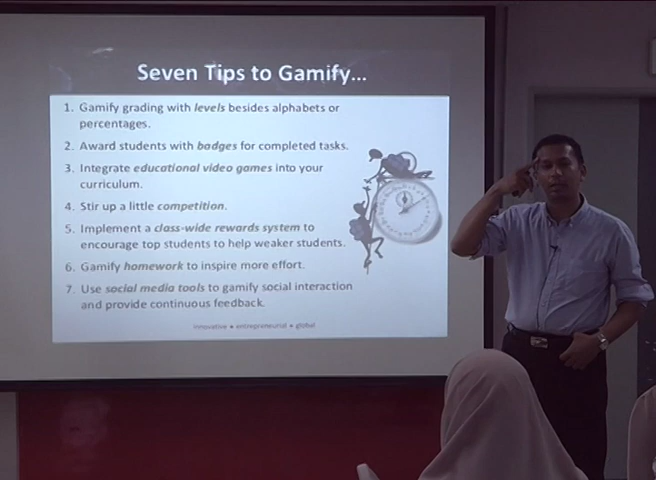 Seven Tips to Gamify...
1. Gamify grading with levels besides alphabets or
percentages.
2. Award students with badges for completed tasks.
3. Integrate educational video games into your
curriculum.
4. Stir up a little competition.
5. Implement a class-wide rewards system to
encourage top students to help weaker students.
6. Gamify homework to inspire more effort.
7. Use social media tools to gamify social interaction
and provide continuous feedback.
innovative ● entrepreneurial ● global